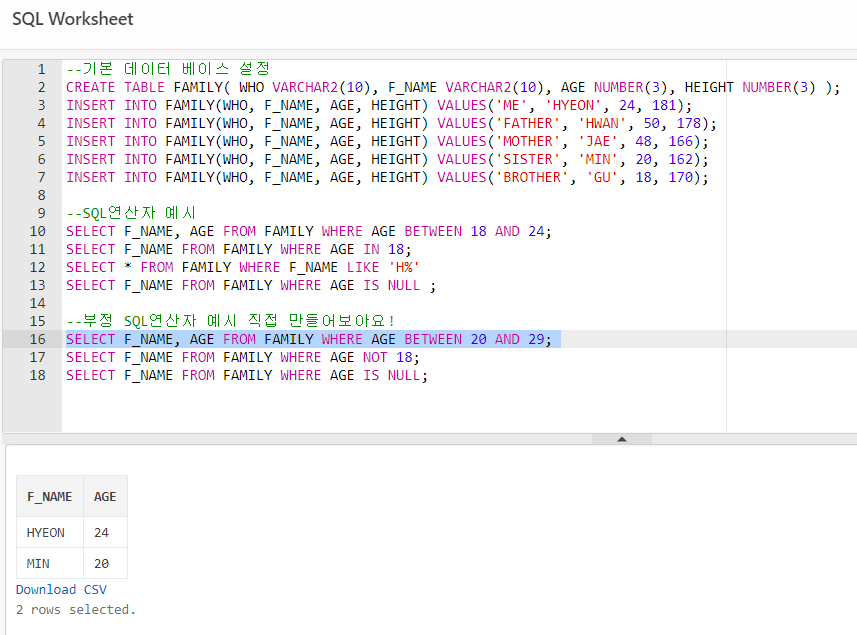 SQL Worksheet
1 --기본 데이터 베이스 설정
2 CREATE TABLE FAMILY( WHO VARCHAR2(10), F_NAME VARCHAR2(10), AGE NUMBER(3), HEIGHT NUMBER(3) );
3 INSERT INTO FAMILY(WHO, F_NAME, AGE, HEIGHT) VALUES('ME', 'HYEON', 24, 181);
4 INSERT INTO FAMILY(WHO, F_NAME, AGE, HEIGHT) VALUES('FATHER', 'HWAN', 50, 178);
5 INSERT INTO FAMILY(WHO, F_NAME, AGE, HEIGHT) VALUES('MOTHER', 'JAE', 48, 166);
6 INSERT INTO FAMILY(WHO, F_NAME, AGE, HEIGHT) VALUES('SISTER', 'MIN', 20, 162);
7 INSERT INTO FAMILY(WHO, F_NAME, AGE, HEIGHT) VALUES('BROTHER', 'GU', 18, 170);
8
9 --SQL연산자 예시
10 SELECT F_NAME, AGE FROM FAMILY WHERE AGE BETWEEN 18 AND 24;
11 SELECT F_NAME FROM FAMILY WHERE AGE IN 18;
12 SELECT * FROM FAMILY WHERE F_NAME LIKE 'H%'
13 SELECT F_NAME FROM FAMILY WHERE AGE IS NULL ;
14
15 --부정 SQL연산자 예시 직접 만들어보아요!
16 SELECT F_NAME, AGE FROM FAMILY WHERE AGE BETWEEN 20 AND 29;
17 SELECT F_NAME FROM FAMILY WHERE AGE NOT 18;
18 SELECT F_NAME FROM FAMILY WHERE AGE IS NULL;
F_NAME AGE
HYEON 24
MIN 20
Download CSV
2 rows selected.